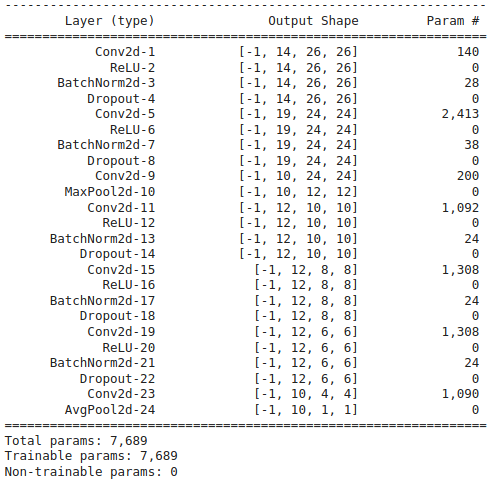 ----------------------------------------------------------------
        Layer (type)               Output Shape         Param #
================================================================
            Conv2d-1           [-1, 14, 26, 26]             140
              ReLU-2           [-1, 14, 26, 26]               0
       BatchNorm2d-3           [-1, 14, 26, 26]              28
           Dropout-4           [-1, 14, 26, 26]               0
            Conv2d-5           [-1, 19, 24, 24]           2,413
              ReLU-6           [-1, 19, 24, 24]               0
       BatchNorm2d-7           [-1, 19, 24, 24]              38
           Dropout-8           [-1, 19, 24, 24]               0
            Conv2d-9           [-1, 10, 24, 24]             200
        MaxPool2d-10           [-1, 10, 12, 12]               0
           Conv2d-11           [-1, 12, 10, 10]           1,092
             ReLU-12           [-1, 12, 10, 10]               0
      BatchNorm2d-13           [-1, 12, 10, 10]              24
          Dropout-14           [-1, 12, 10, 10]               0
           Conv2d-15             [-1, 12, 8, 8]           1,308
             ReLU-16             [-1, 12, 8, 8]               0
      BatchNorm2d-17             [-1, 12, 8, 8]              24
          Dropout-18             [-1, 12, 8, 8]               0
           Conv2d-19             [-1, 12, 6, 6]           1,308
             ReLU-20             [-1, 12, 6, 6]               0
      BatchNorm2d-21             [-1, 12, 6, 6]              24
          Dropout-22             [-1, 12, 6, 6]               0
           Conv2d-23             [-1, 10, 4, 4]           1,090
        AvgPool2d-24             [-1, 10, 1, 1]               0
================================================================
Total params: 7,689
Trainable params: 7,689
Non-trainable params: 0